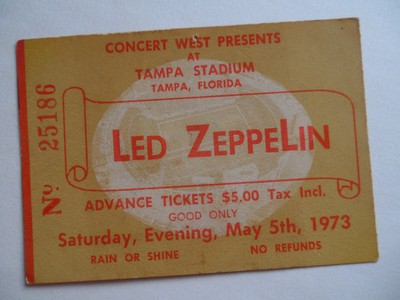 CONCERT WEST PRESENTS
AT
TAMPA STADIUM
TAMPA, FLORIDA
LED ZEPPELIN
ADVANCE TICKETS $5.00 Tax Incl.
GOOD ONLY
Saturday, Evening, May 5th, 1973
RAIN OR SHINE NO REFUNDS
No. 25186